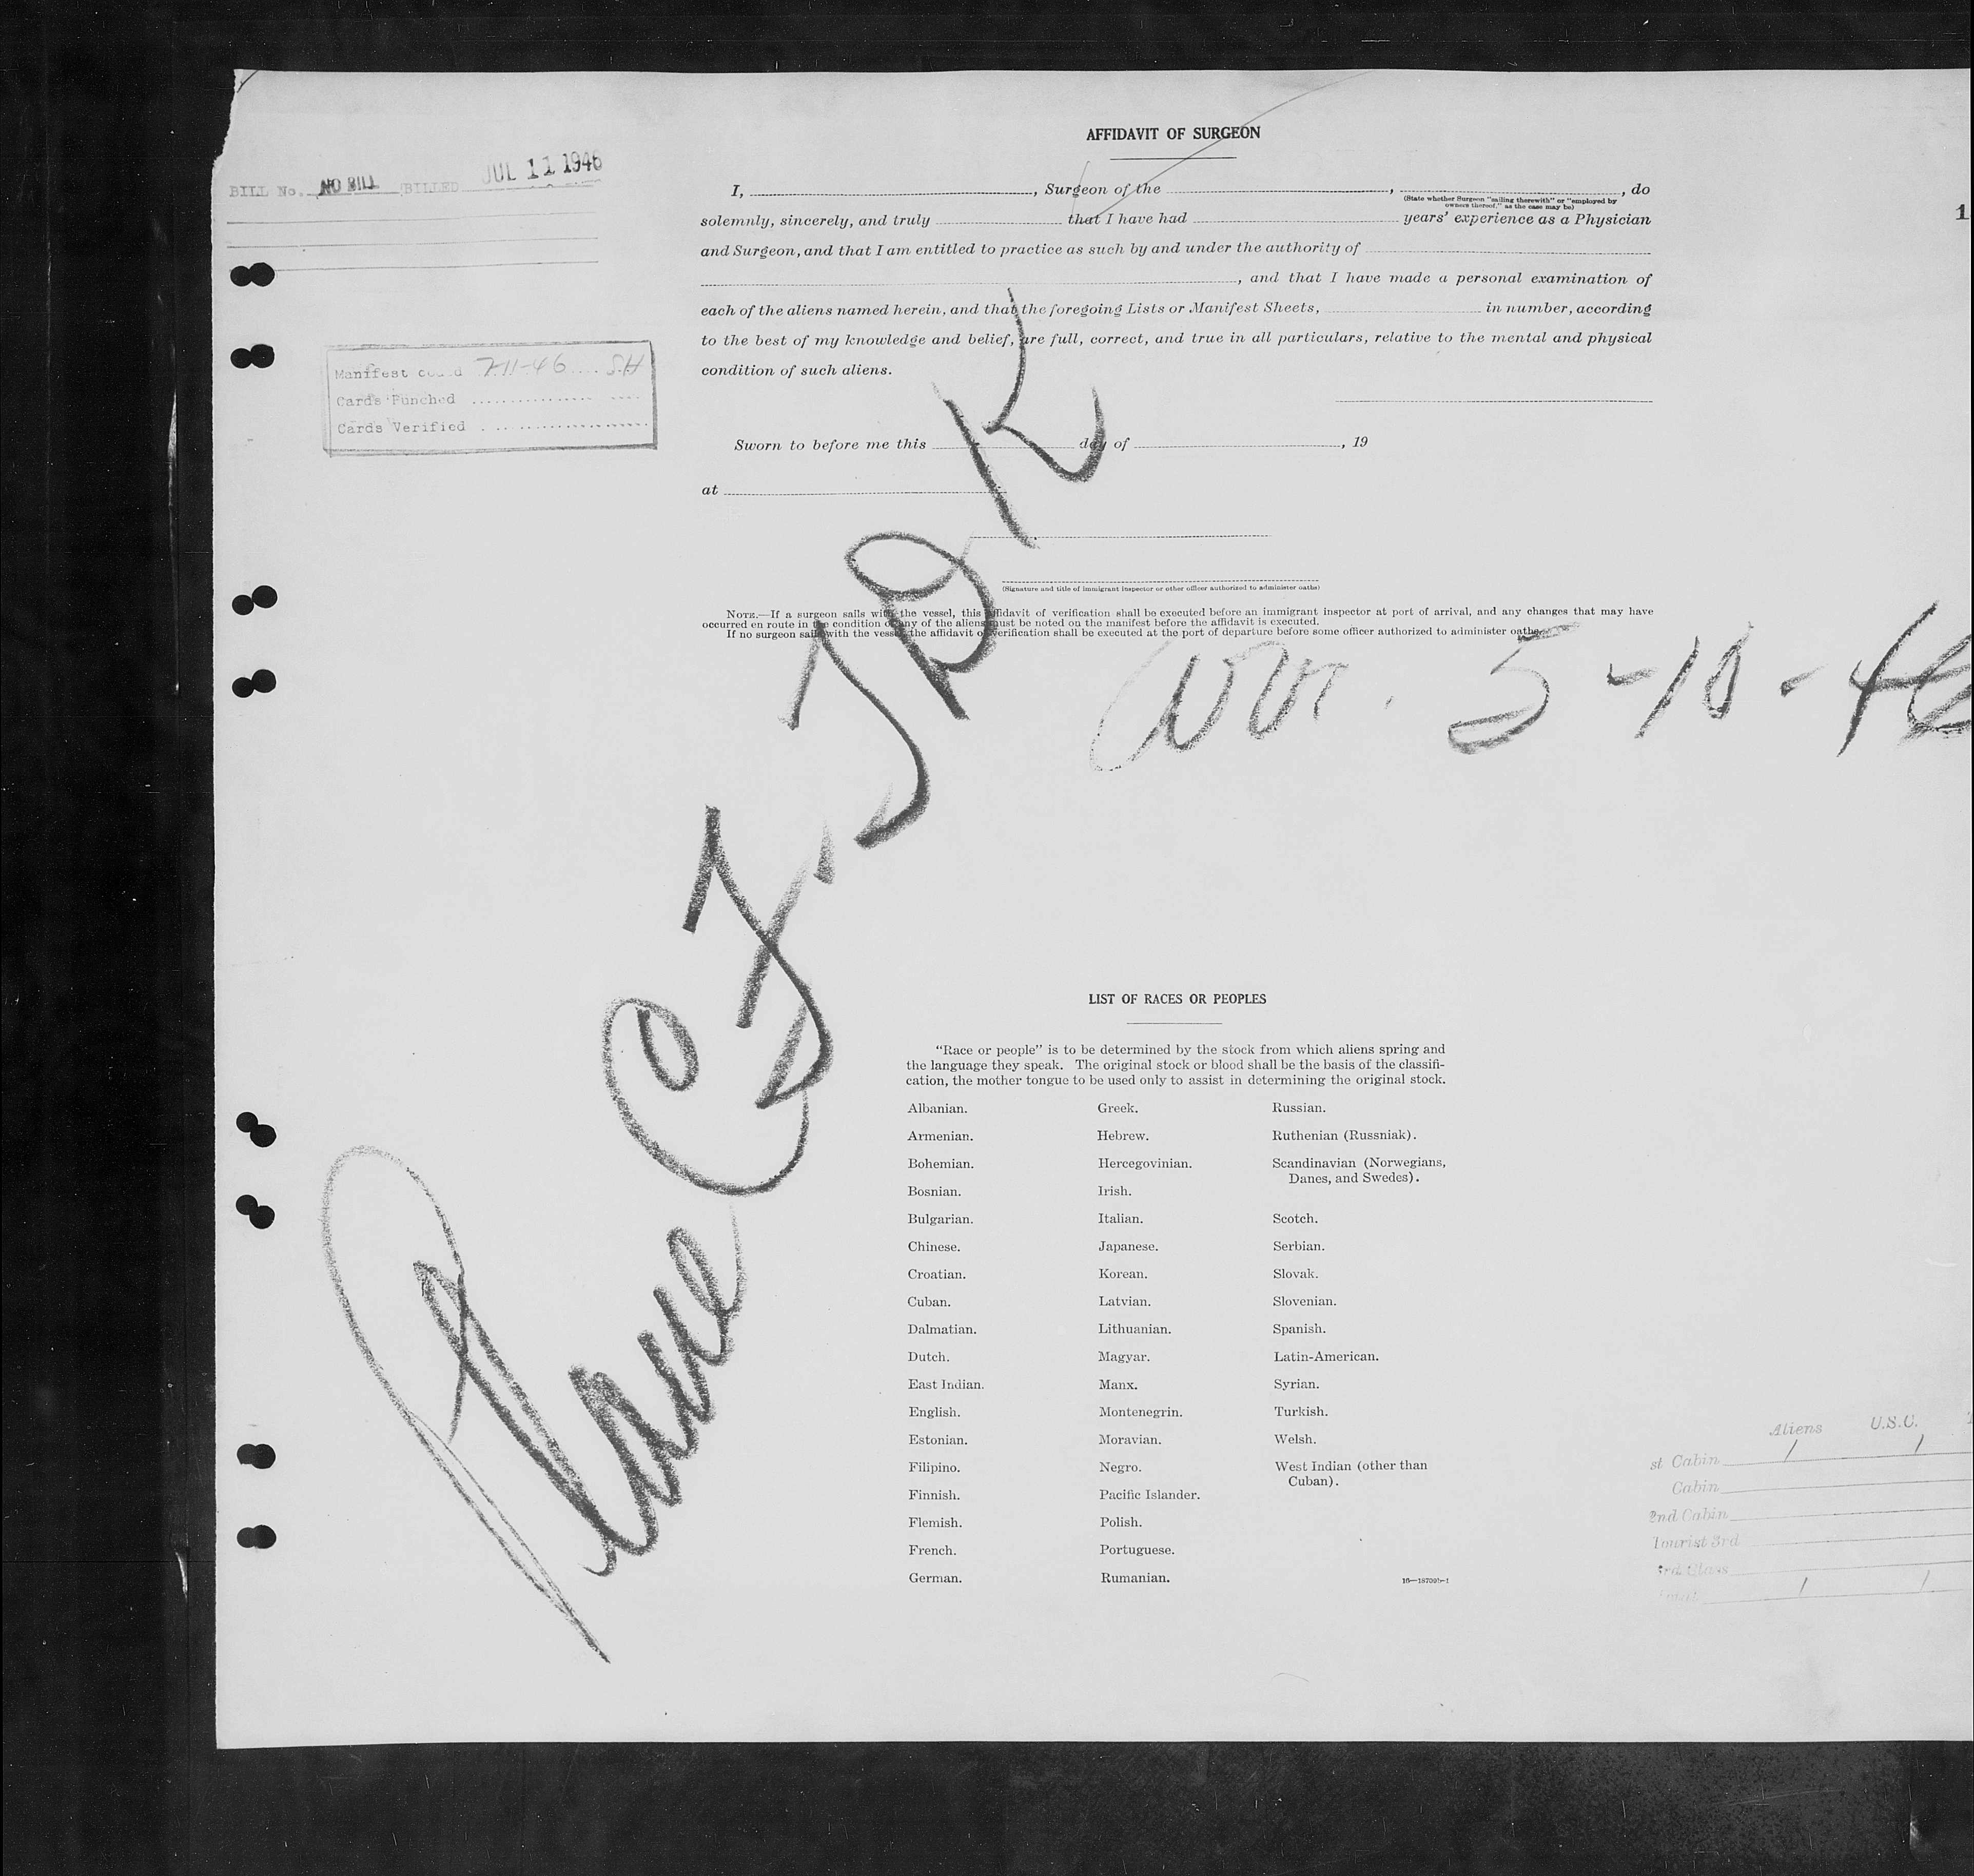 AFFIDAVIT OF SURGEON
BILL No. NO BILL (BILLED JUL 11 1946
I, , Surgeon of the , , do
(State whether Surgeon "sailing therewith" or "employed by
owners thereof," as the case may be)
solemnly, sincerely, and truly that I have had years' experience as a Physician
and Surgeon, and that I am entitled to practice as such by and under the authority of
, and that I have made a personal examination of
each of the aliens named herein, and that the foregoing Lists or Manifest Sheets, in number, according
to the best of my knowledge and belief, are full, correct, and true in all particulars, relative to the mental and physical
condition of such aliens.
1
Manifest 7-11-46 SH
Cards Punched
Cards Verified
Sworn to before me this day of , 19
at
(Signature and title of immigrant inspector or other officer authorized to administer oaths)
NOTE.—If a surgeon sails with the vessel, this affidavit of verification shall be executed before an immigrant inspector at port of arrival, and any changes that may have
occurred en route in the condition of any of the aliens must be noted on the manifest before the affidavit is executed.
If no surgeon sails with the vessel, the affidavit of verification shall be executed at the port of departure before some officer authorized to administer oaths.
Arr. 5-10-46
Plane
LIST OF RACES OR PEOPLES
"Race or people" is to be determined by the stock from which aliens spring and
the language they speak. The original stock or blood shall be the basis of the classifi-
cation, the mother tongue to be used only to assist in determining the original stock.
Albanian.
Armenian.
Bohemian.
Bosnian.
Bulgarian.
Chinese.
Croatian.
Cuban.
Dalmatian.
Dutch.
East Indian.
English.
Estonian.
Filipino.
Finnish.
Flemish.
French.
German.
Greek.
Hebrew.
Hercegovinian.
Irish.
Italian.
Japanese.
Korean.
Latvian.
Lithuanian.
Magyar.
Manx.
Montenegrin.
Moravian.
Negro.
Pacific Islander.
Polish.
Portuguese.
Rumanian.
Russian.
Ruthenian (Russniak).
Scandinavian (Norwegians,
Danes, and Swedes).
Scotch.
Serbian.
Slovak.
Slovenian.
Spanish.
Latin-American.
Syrian.
Turkish.
Welsh.
West Indian (other than
Cuban).
Aliens U.S.C.
st Cabin 1 1
Cabin
2nd Cabin
Tourist 3rd
rd Class
1 1